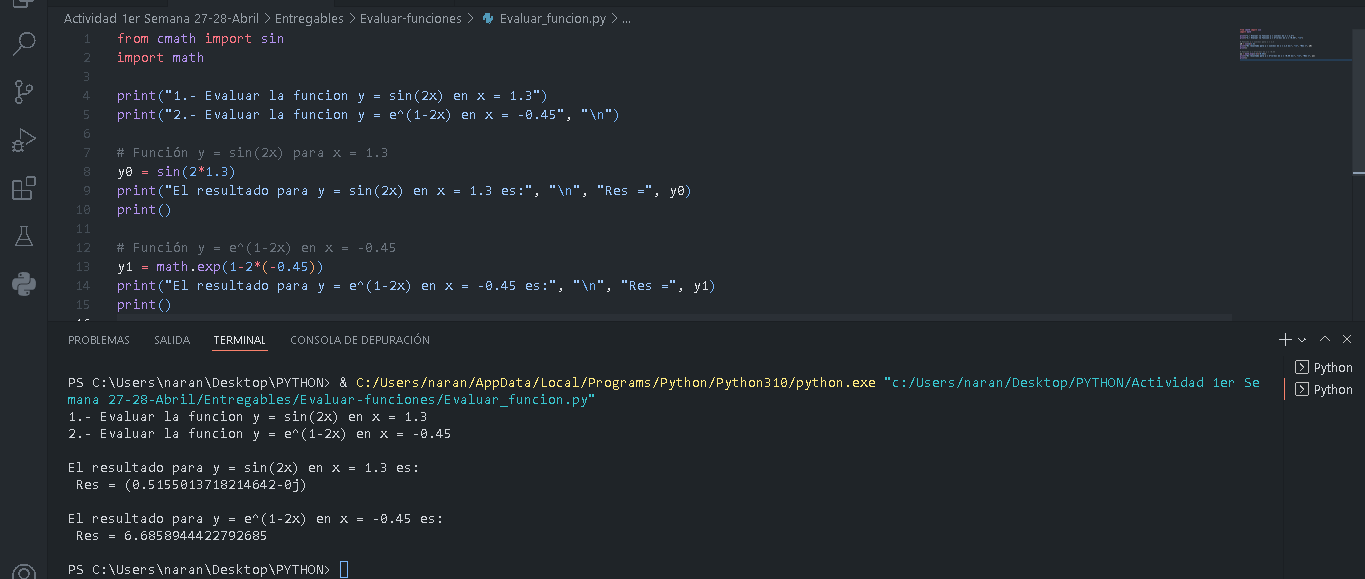 Actividad 1er Semana 27-28-Abril > Entregables > Evaluar-funciones > Evaluar_funcion.py > ...
1 from cmath import sin
2 import math
3
4 print("1.- Evaluar la funcion y = sin(2x) en x = 1.3")
5 print("2.- Evaluar la funcion y = e^(1-2x) en x = -0.45", "\n")
6
7 # Función y = sin(2x) para x = 1.3
8 y0 = sin(2*1.3)
9 print("El resultado para y = sin(2x) en x = 1.3 es:", "\n", "Res =", y0)
10 print()
11
12 # Función y = e^(1-2x) en x = -0.45
13 y1 = math.exp(1-2*(-0.45))
14 print("El resultado para y = e^(1-2x) en x = -0.45 es:", "\n", "Res =", y1)
15 print()
PROBLEMAS SALIDA TERMINAL CONSOLA DE DEPURACIÓN
PS C:\Users\naran\Desktop\PYTHON> & C:/Users/naran/AppData/Local/Programs/Python/Python310/python.exe "c:/Users/naran/Desktop/PYTHON/Actividad 1er Se
mana 27-28-Abril/Entregables/Evaluar-funciones/Evaluar_funcion.py"
1.- Evaluar la funcion y = sin(2x) en x = 1.3
2.- Evaluar la funcion y = e^(1-2x) en x = -0.45
El resultado para y = sin(2x) en x = 1.3 es:
Res = (0.5155013718214642-0j)
El resultado para y = e^(1-2x) en x = -0.45 es:
Res = 6.6858944422792685
PS C:\Users\naran\Desktop\PYTHON>
Python
Python